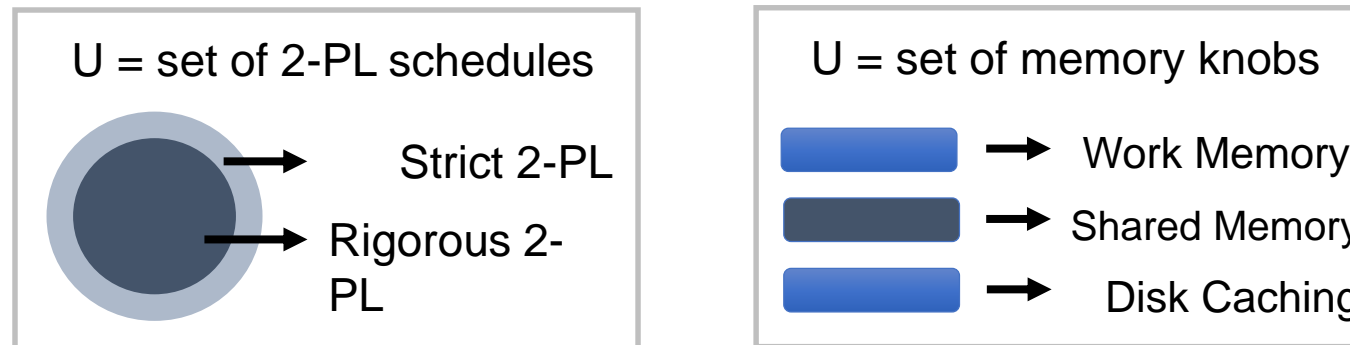 U = set of 2-PL schedules
Strict 2-PL
Rigorous 2-
PL
U = set of memory knobs
Work Memory
Shared Memory
Disk Caching